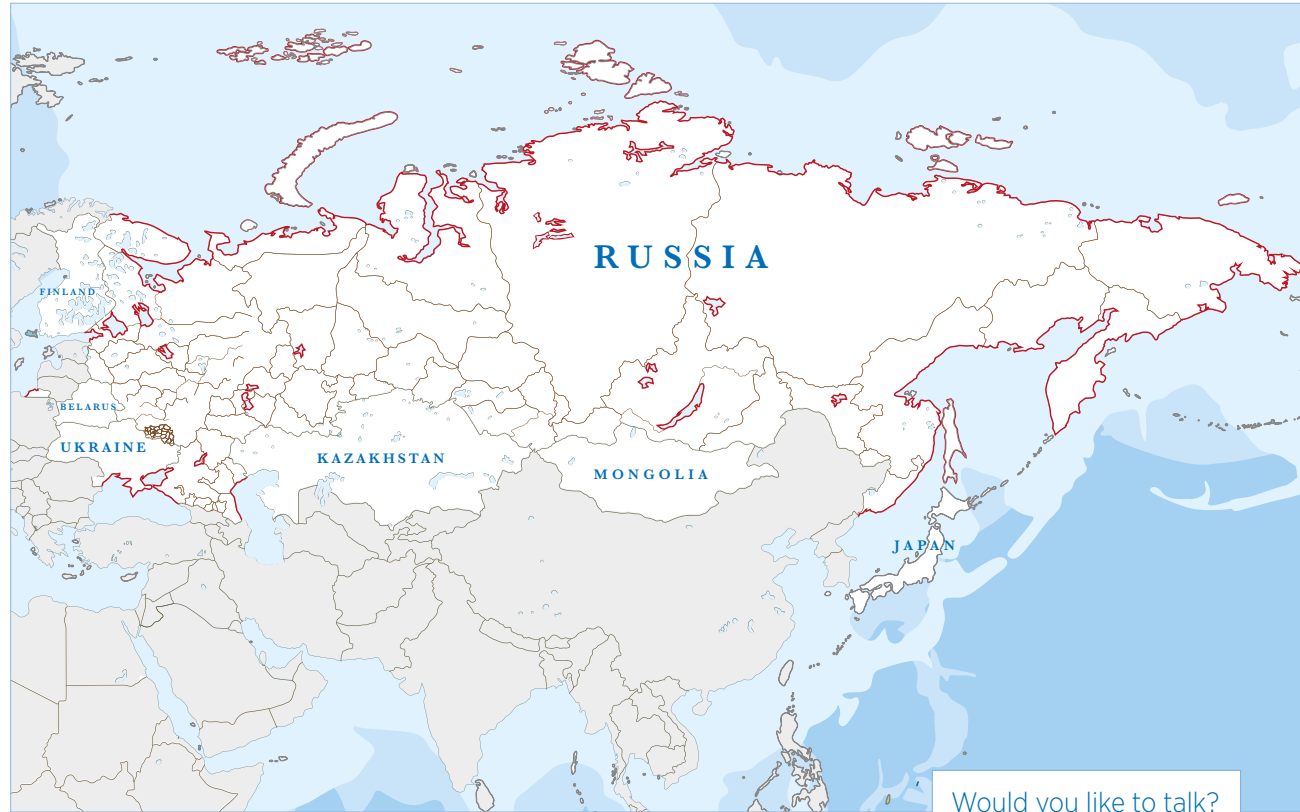 RUSSIA
FINLAND
BELARUS
UKRAINE
KAZAKHSTAN
MONGOLIA
JAPAN
Would you like to talk?